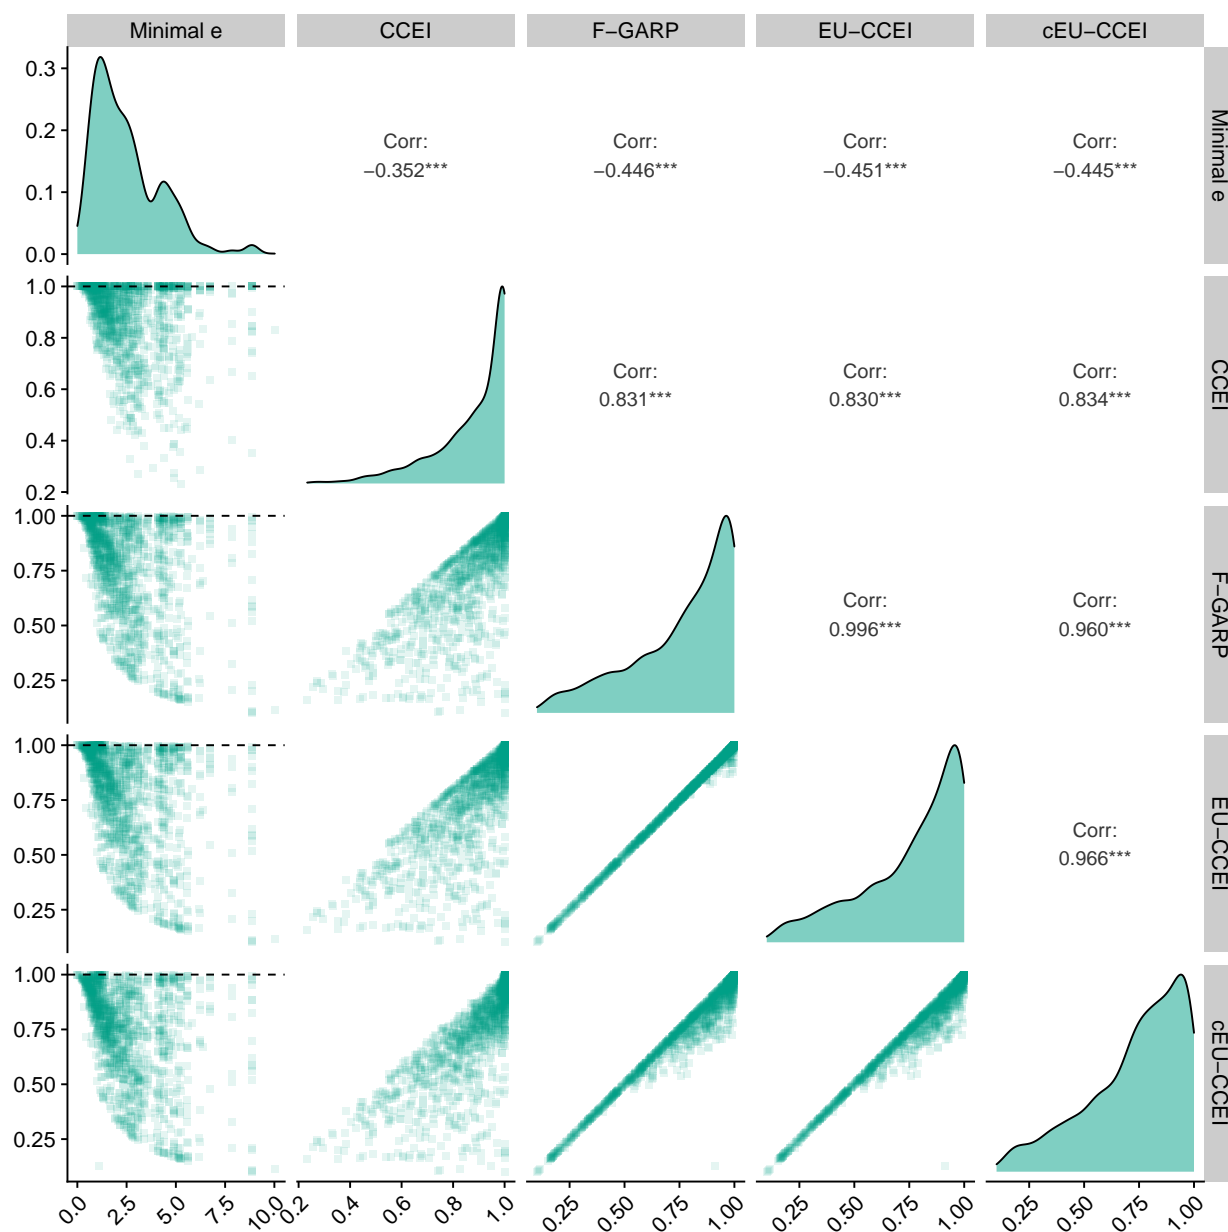 Minimal e
CCEI
F−GARP
EU−CCEI
cEU−CCEI
0.3
0.2
0.1
0.0
Corr:
−0.352***
Corr:
−0.446***
Corr:
−0.451***
Corr:
−0.445***
Minimal e
1.0
0.8
0.6
0.4
0.2
Corr:
0.831***
Corr:
0.830***
Corr:
0.834***
CCEI
1.00
0.75
0.50
0.25
Corr:
0.996***
Corr:
0.960***
F−GARP
1.00
0.75
0.50
0.25
Corr:
0.966***
EU−CCEI
1.00
0.75
0.50
0.25
cEU−CCEI
0.0
2.5
5.0
7.5
10.0
0.2
0.4
0.6
0.8
1.0
0.25
0.50
0.75
1.00
0.25
0.50
0.75
1.00
0.25
0.50
0.75
1.00